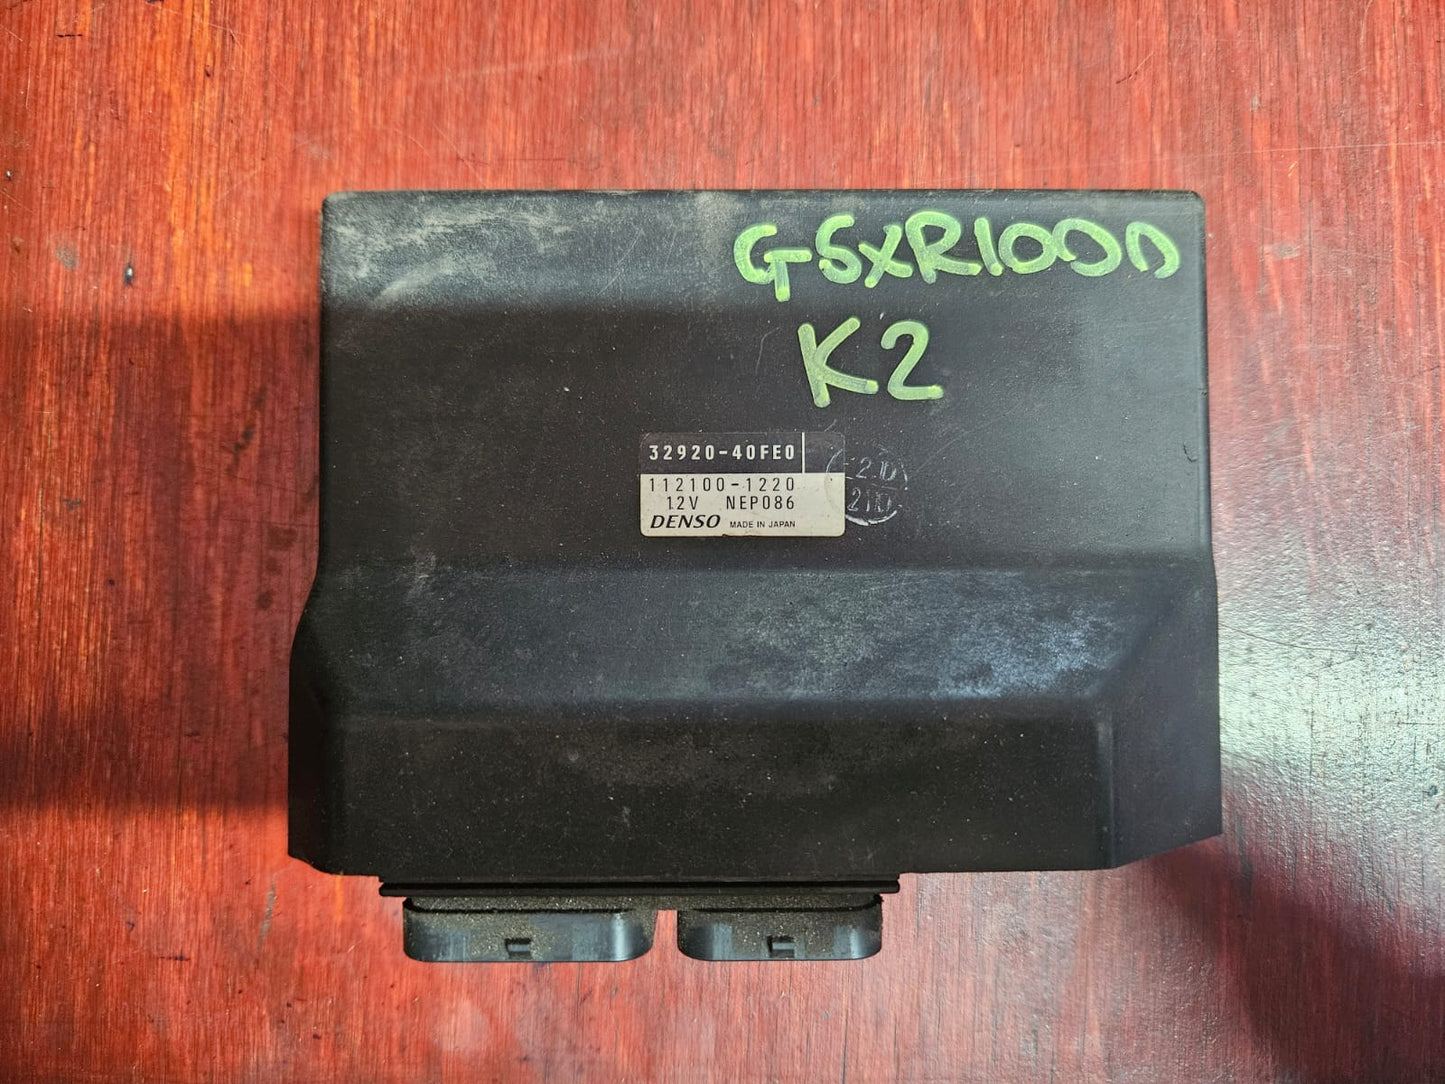 GSXR1000
K2
32920-40FE0
112100-1220
12V NEP086
DENSO MADE IN JAPAN